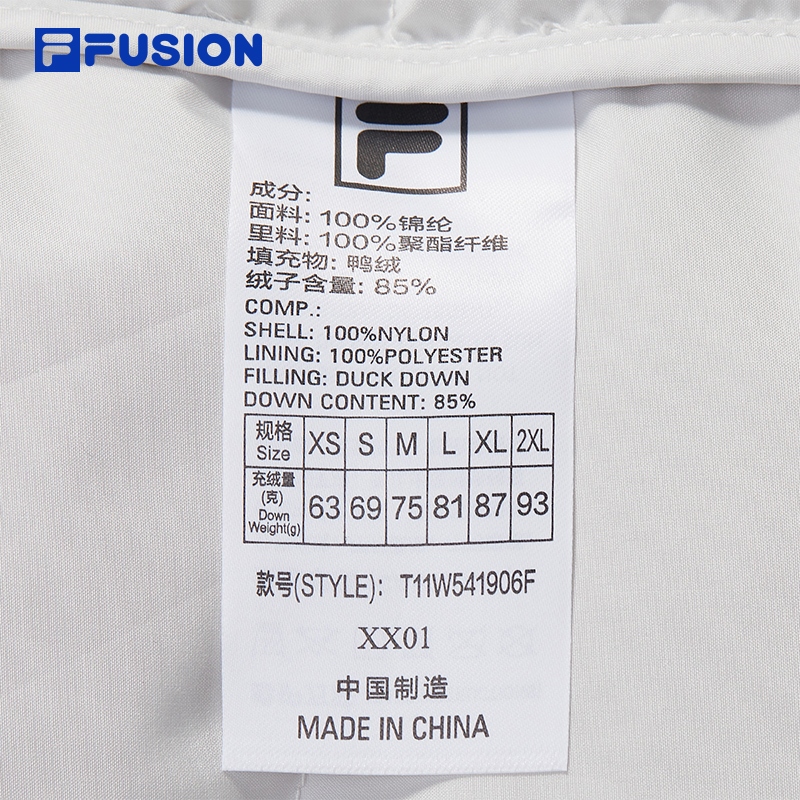 FUSION
成分:
面料: 100%锦纶
里料: 100%聚酯纤维
填充物: 鸭绒
绒子含量: 85%
COMP.:
SHELL: 100%NYLON
LINING: 100%POLYESTER
FILLING: DUCK DOWN
DOWN CONTENT: 85%
规格 Size XS S M L XL 2XL
充绒量(克) Down Weight(g) 63 69 75 81 87 93
款号(STYLE): T11W541906F
XX01
中国制造
MADE IN CHINA